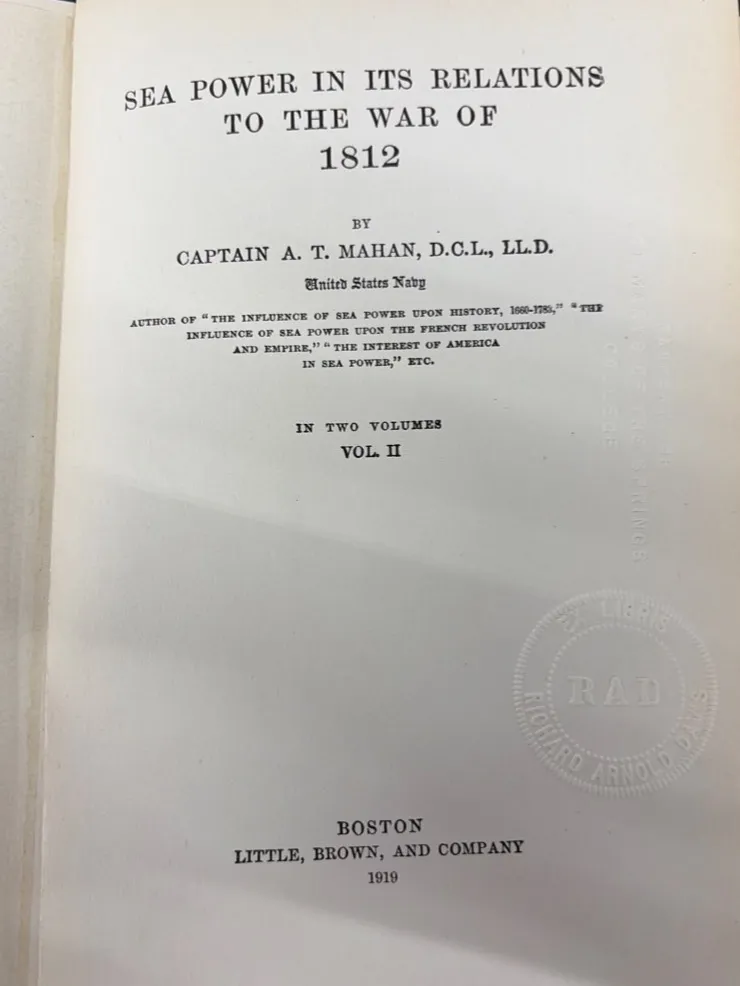 SEA POWER IN ITS RELATIONS
TO THE WAR OF
1812
BY
CAPTAIN A. T. MAHAN, D.C.L., LL.D.
United States Navy
AUTHOR OF “THE INFLUENCE OF SEA POWER UPON HISTORY, 1660-1783,” “THE
INFLUENCE OF SEA POWER UPON THE FRENCH REVOLUTION
AND EMPIRE,” “THE INTEREST OF AMERICA
IN SEA POWER,” ETC.
IN TWO VOLUMES
VOL. II
EX LIBRIS
RAD
RICHARD ARNOLD DAVIS
BOSTON
LITTLE, BROWN, AND COMPANY
1919